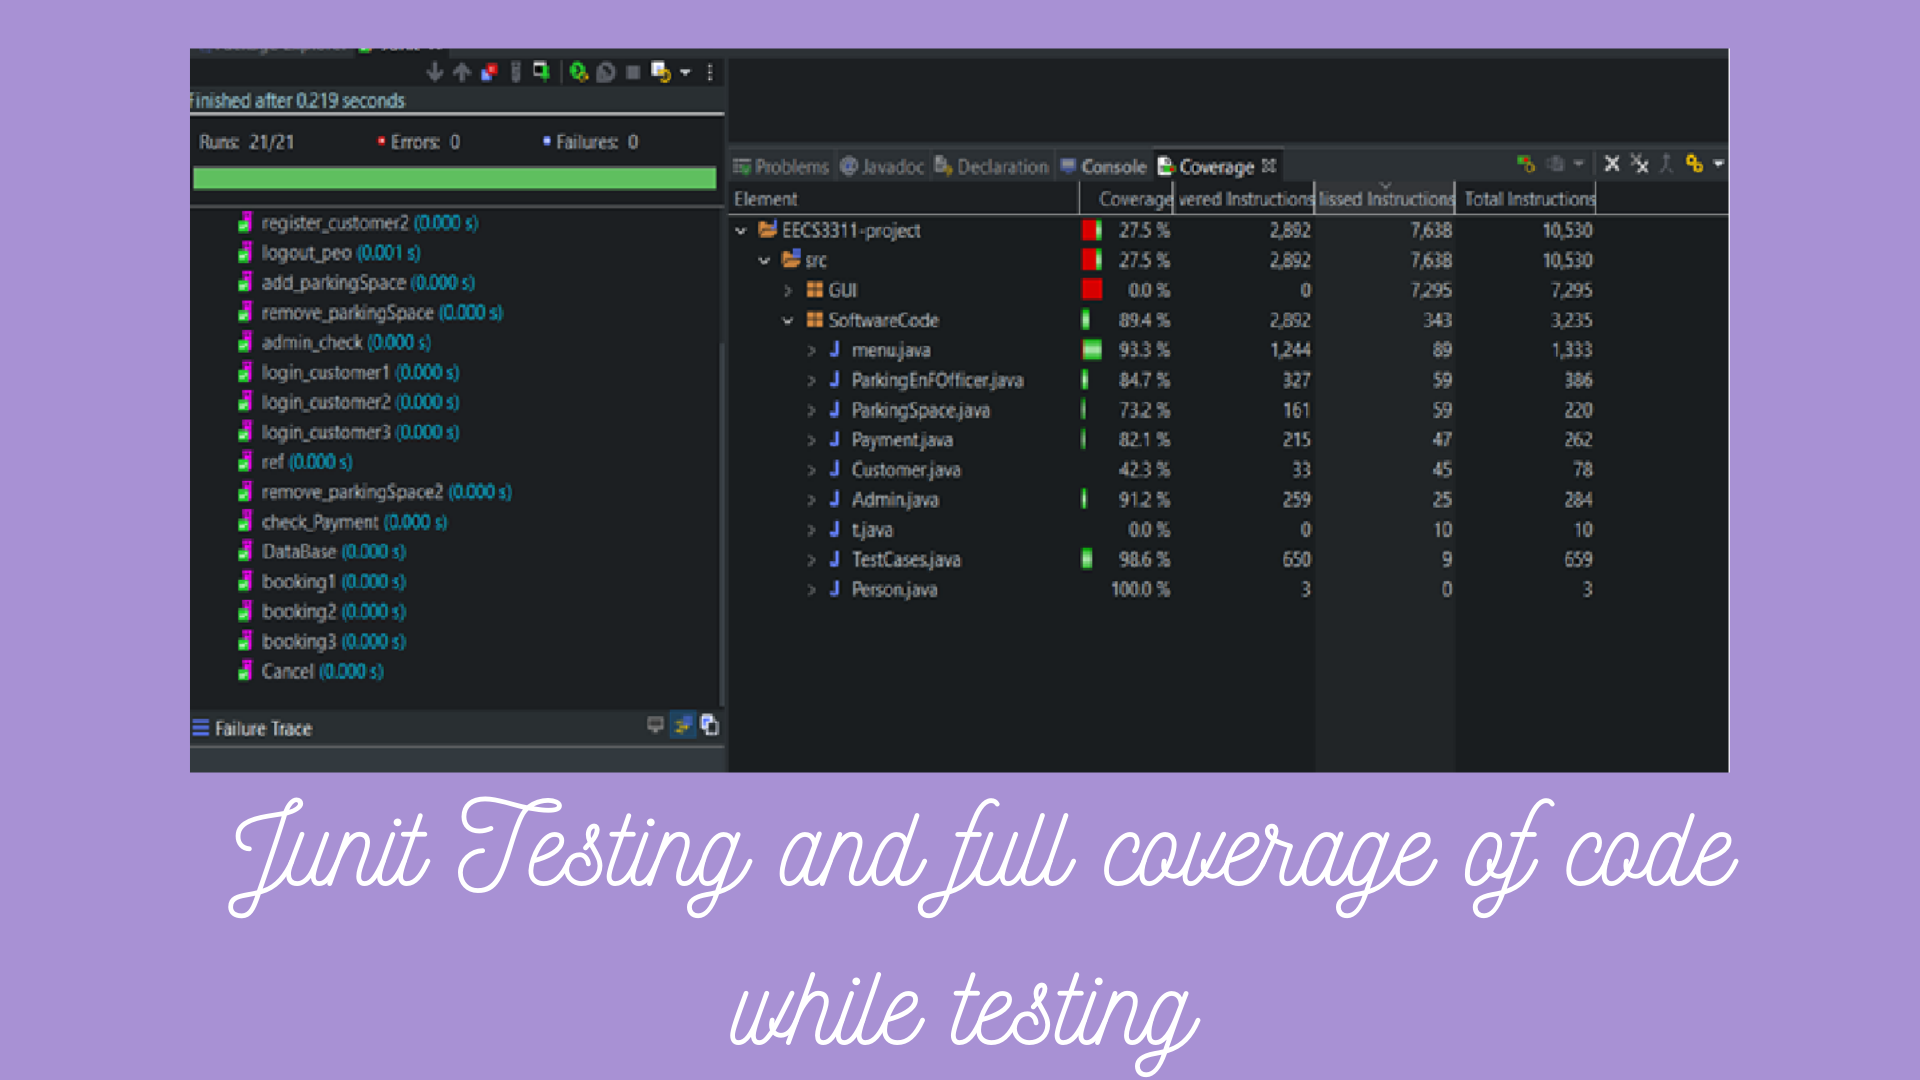 Finished after 0.219 seconds
Runs: 21/21 Errors: 0 Failures: 0
register_customer2 (0.000 s)
logout_peo (0.001 s)
add_parkingSpace (0.000 s)
remove_parkingSpace (0.000 s)
admin_check (0.000 s)
login_customer1 (0.000 s)
login_customer2 (0.000 s)
login_customer3 (0.000 s)
ref (0.000 s)
remove_parkingSpace2 (0.000 s)
check_Payment (0.000 s)
DataBase (0.000 s)
booking1 (0.000 s)
booking2 (0.000 s)
booking3 (0.000 s)
Cancel (0.000 s)
Failure Trace
Problems @ Javadoc Declaration Console Coverage
Element Coverage vered Instructions lissed Instructions Total Instructions
EECS3311-project 27.5 % 2,892 7,638 10,530
src 27.5 % 2,892 7,638 10,530
GUI 0.0 % 0 7,295 7,295
SoftwareCode 89.4 % 2,892 343 3,235
menu.java 93.3 % 1,244 89 1,333
ParkingEnFOfficer.java 84.7 % 327 59 386
ParkingSpace.java 73.2 % 161 59 220
Payment.java 82.1 % 215 47 262
Customer.java 42.3 % 33 45 78
Admin.java 91.2 % 259 25 284
t.java 0.0 % 0 10 10
TestCases.java 98.6 % 650 9 659
Person.java 100.0 % 3 0 3
Junit Testing and full coverage of code
while testing